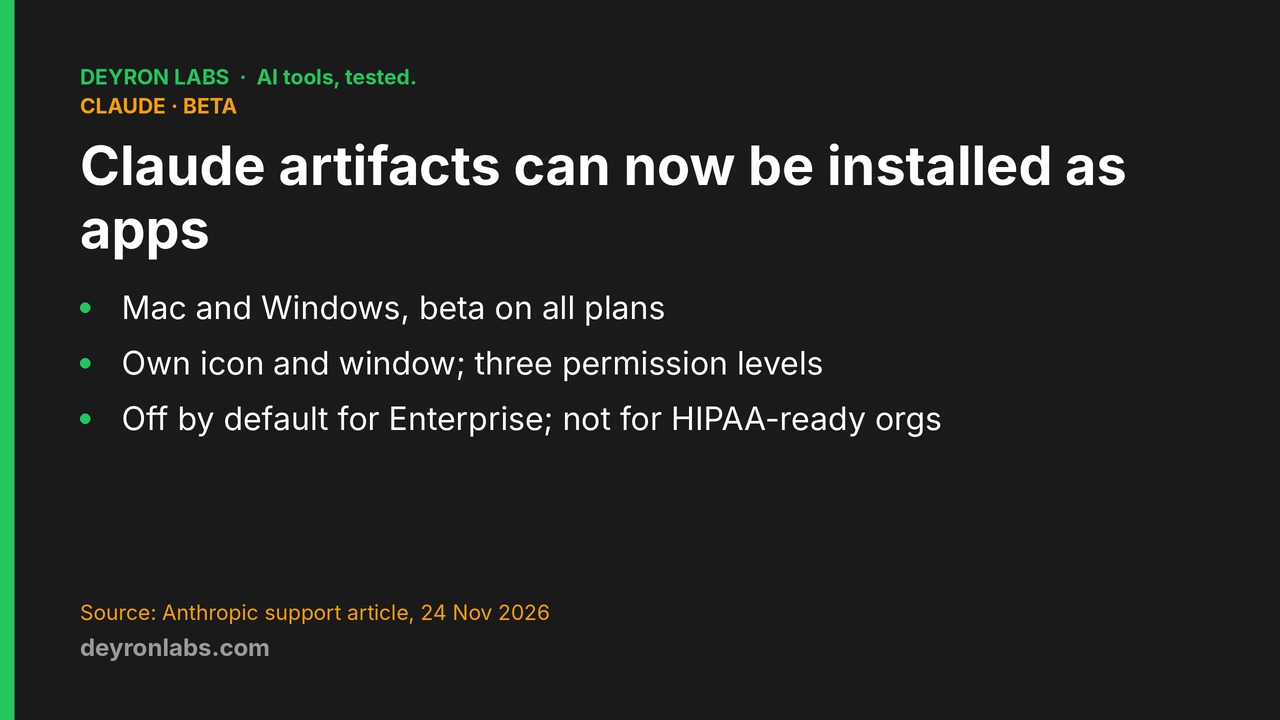 DEYRON LABS · AI tools, tested.
CLAUDE · BETA
Claude artifacts can now be installed as
apps
• Mac and Windows, beta on all plans
• Own icon and window; three permission levels
• Off by default for Enterprise; not for HIPAA-ready orgs
Source: Anthropic support article, 24 Nov 2026
deyronlabs.com